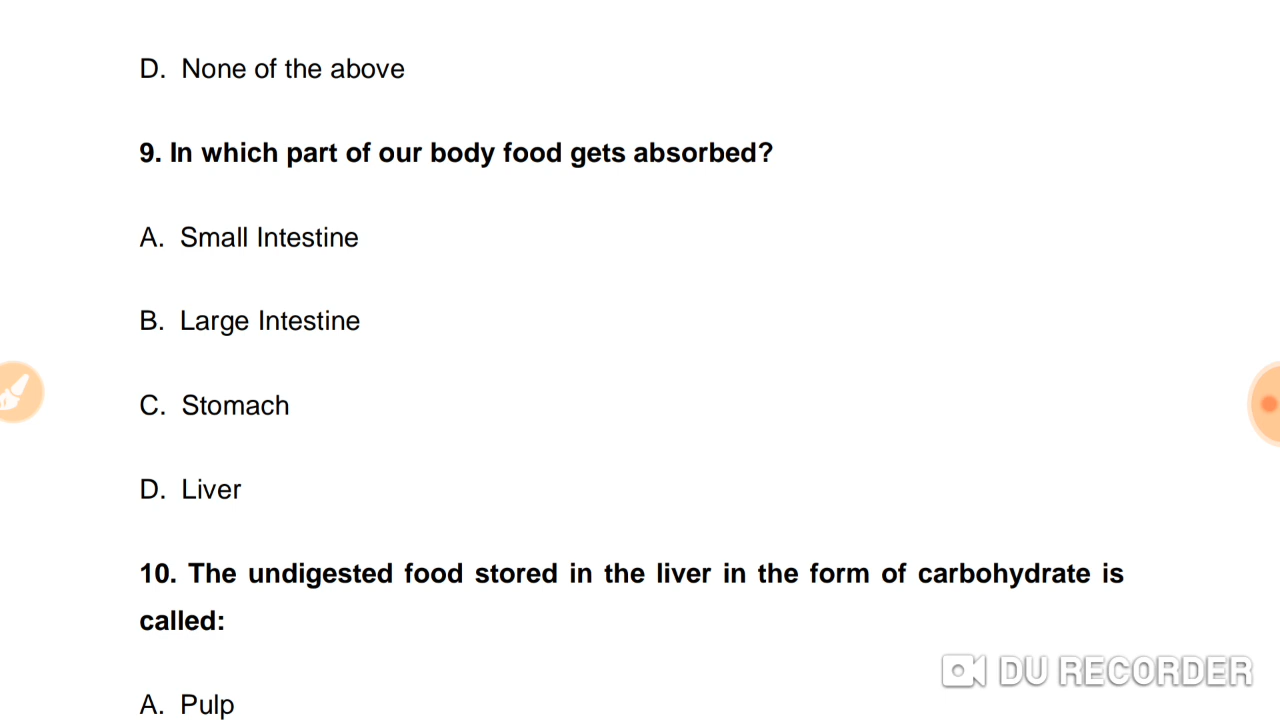 D. None of the above
9. In which part of our body food gets absorbed?
A. Small Intestine
B. Large Intestine
C. Stomach
D. Liver
10. The undigested food stored in the liver in the form of carbohydrate is
called:
DU RECORDER
A. Pulp